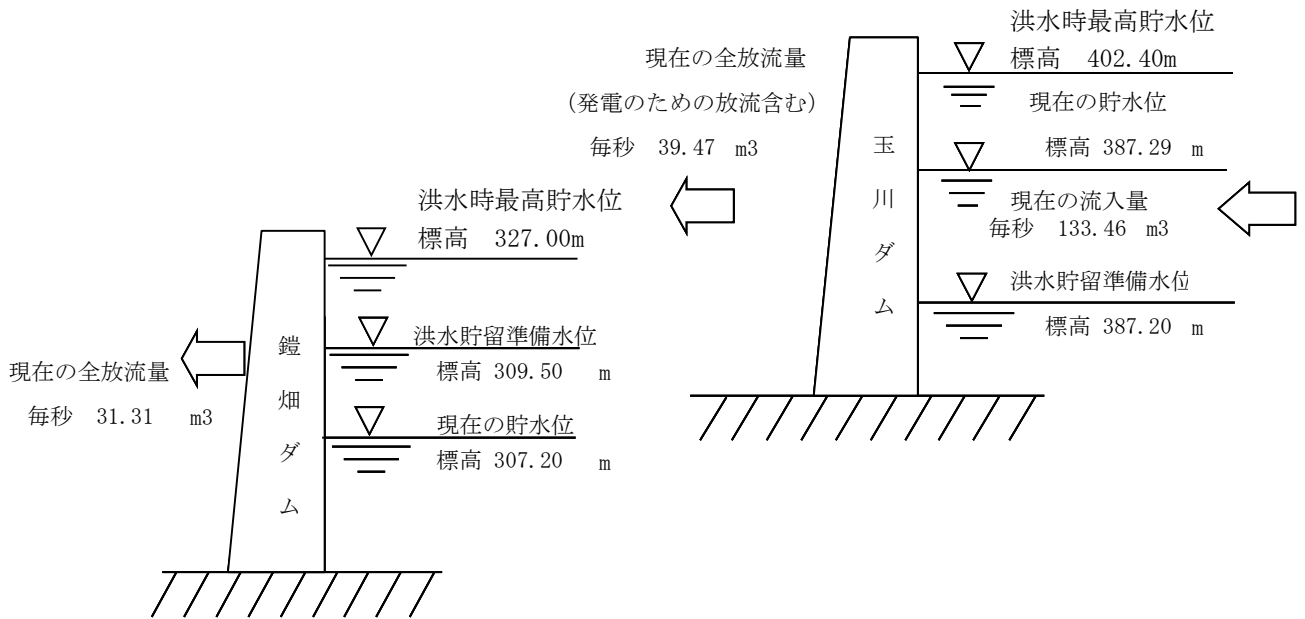 洪水時最高貯水位
標高 402.40m
現在の全放流量
(発電のための放流含む)
毎秒 39.47 m3
現在の貯水位
標高 387.29 m
現在の流入量
毎秒 133.46 m3
洪水貯留準備水位
標高 387.20 m
玉川ダム
洪水時最高貯水位
標高 327.00m
洪水貯留準備水位
標高 309.50 m
現在の貯水位
標高 307.20 m
鎧畑ダム
現在の全放流量
毎秒 31.31 m3